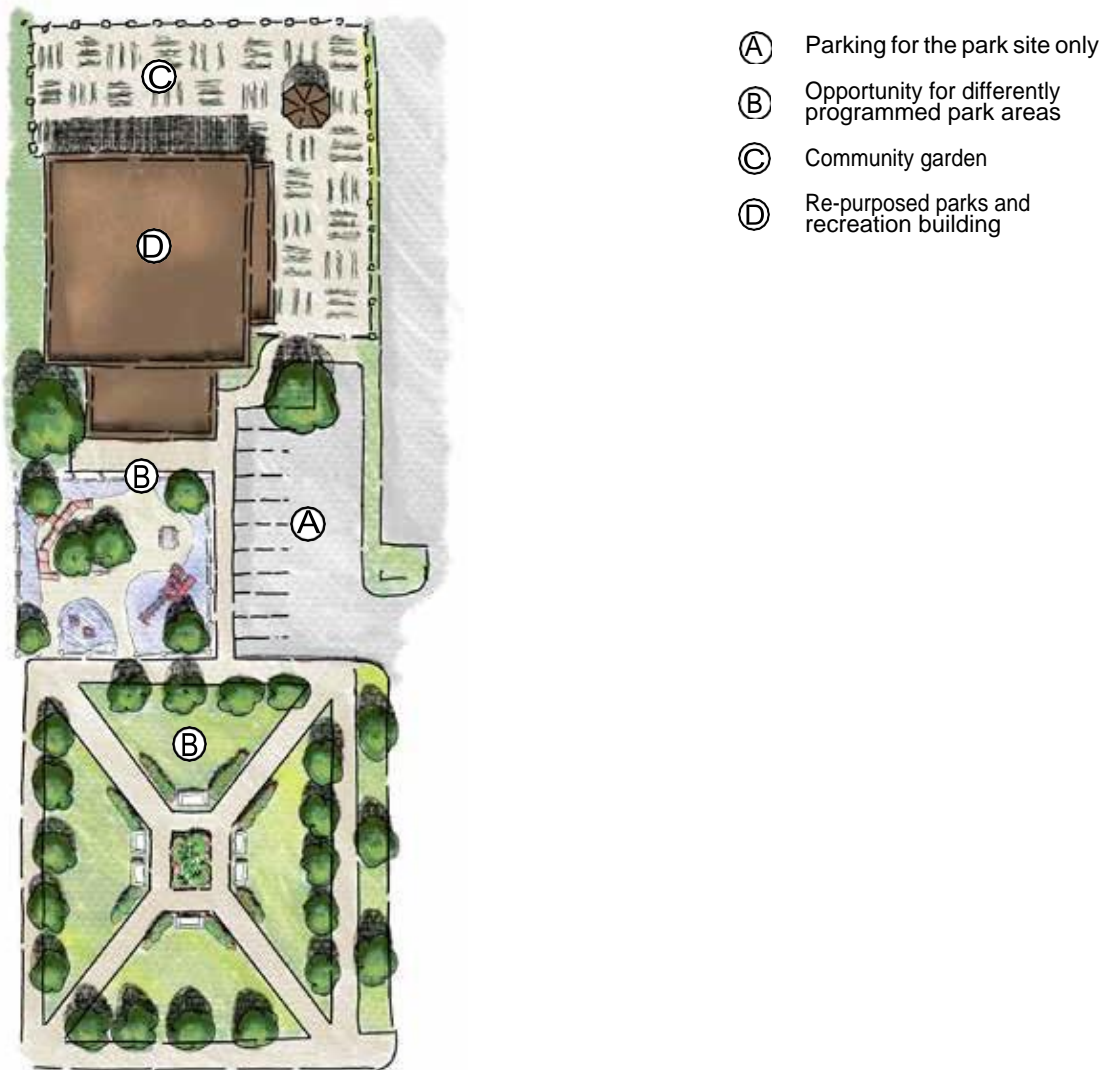 A Parking for the park site only
B Opportunity for differently
programmed park areas
C Community garden
D Re-purposed parks and
recreation building
C
D
B
A
B